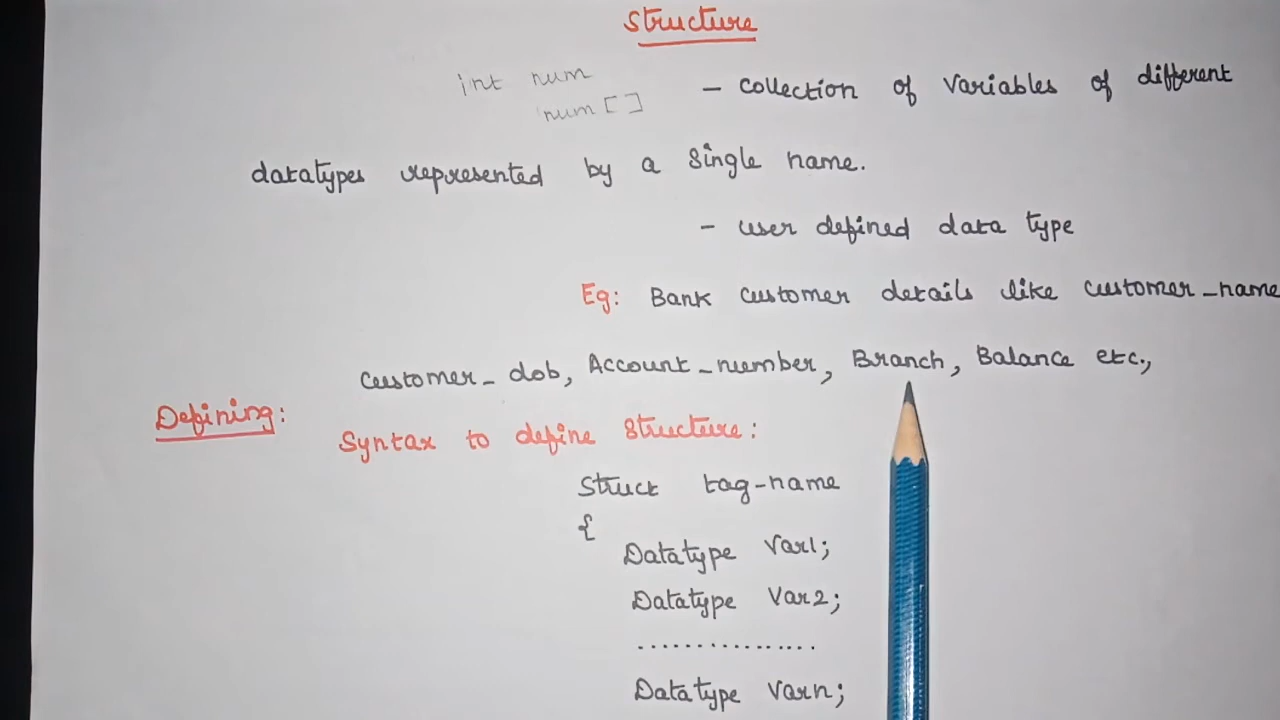 Structure
int num
num[]
- Collection of variables of different
datatypes represented by a single name.
- user defined data type
Eg: Bank customer details like customer_name
customer_dob, Account_number, Branch, Balance etc.,
Defining:
Syntax to define structure:
Struct tag-name
{
Datatype Var1;
Datatype Var2;
................
Datatype Varn;